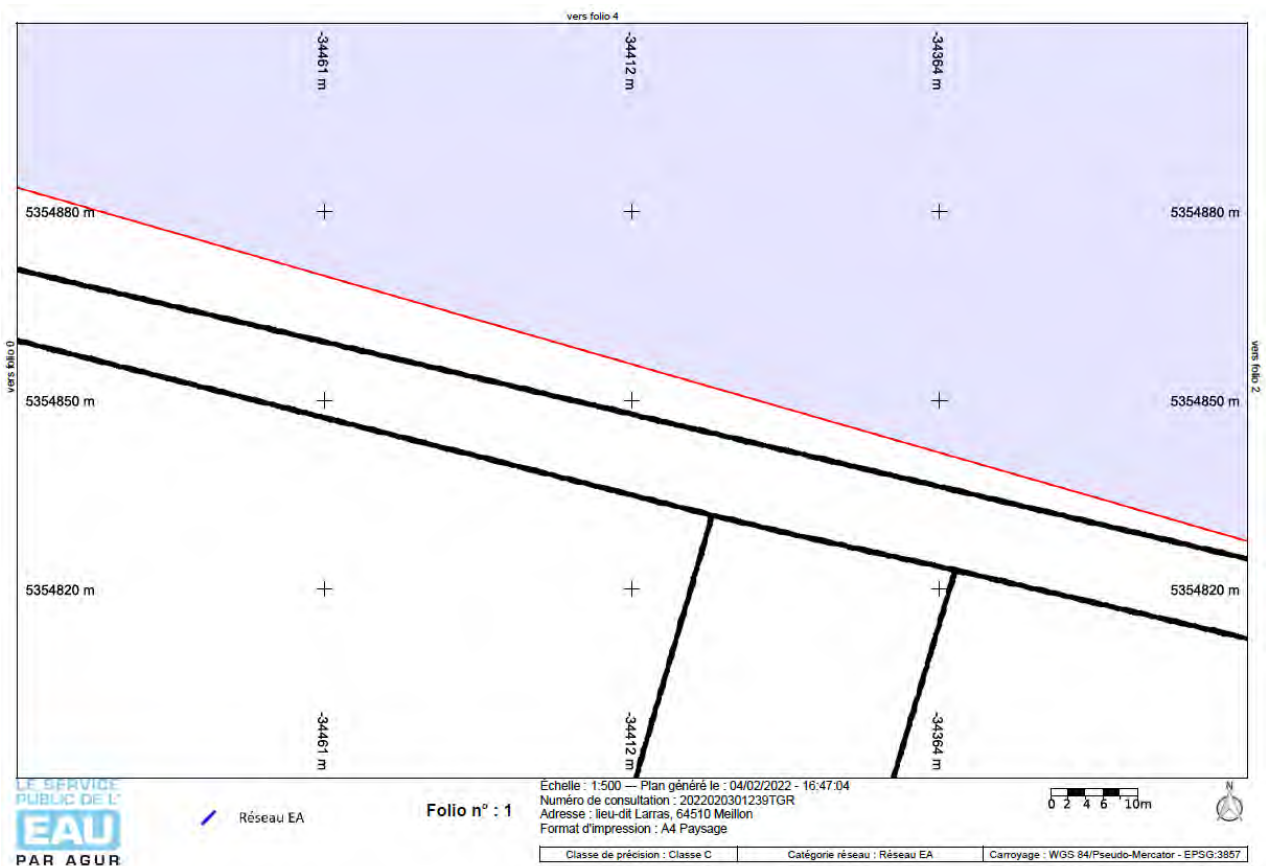 vers folio 4
-34461 m
-34412 m
-34364 m
5354880 m
5354880 m
vers folio 0
5354850 m
5354850 m
vers folio 2
5354820 m
5354820 m
-34461 m
-34412 m
-34364 m
LE SERVICE
PUBLIC DE L'
EAU
PAR AGUR
Réseau EA
Folio n° : 1
Échelle : 1:500 — Plan généré le : 04/02/2022 - 16:47:04
Numéro de consultation : 2022020301239TGR
Adresse : lieu-dit Larras, 64510 Meillon
Format d'impression : A4 Paysage
0 2 4 6 10m
N
Classe de précision : Classe C
Catégorie réseau : Réseau EA
Carroyage : WGS 84/Pseudo-Mercator - EPSG:3857